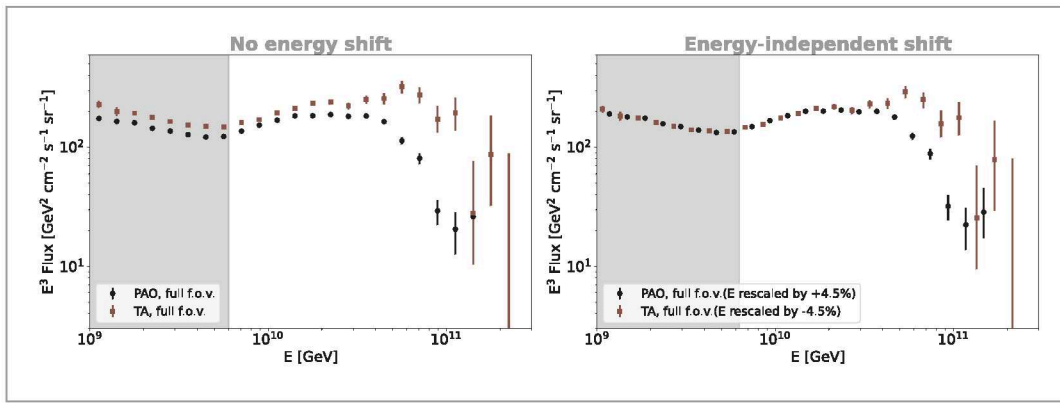 No energy shift
E³ Flux [GeV² cm⁻² s⁻¹ sr⁻¹]
10²
10¹
PAO, full f.o.v.
TA, full f.o.v.
10⁹
10¹⁰
10¹¹
E [GeV]
Energy-independent shift
E³ Flux [GeV² cm⁻² s⁻¹ sr⁻¹]
10²
10¹
PAO, full f.o.v.(E rescaled by +4.5%)
TA, full f.o.v.(E rescaled by -4.5%)
10⁹
10¹⁰
10¹¹
E [GeV]